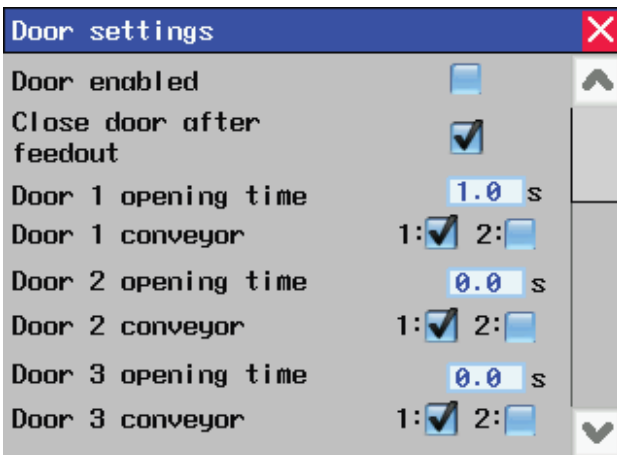 Door settings
Door enabled
Close door after
feedout
Door 1 opening time 1.0 s
Door 1 conveyor 1: 2:
Door 2 opening time 0.0 s
Door 2 conveyor 1: 2:
Door 3 opening time 0.0 s
Door 3 conveyor 1: 2: